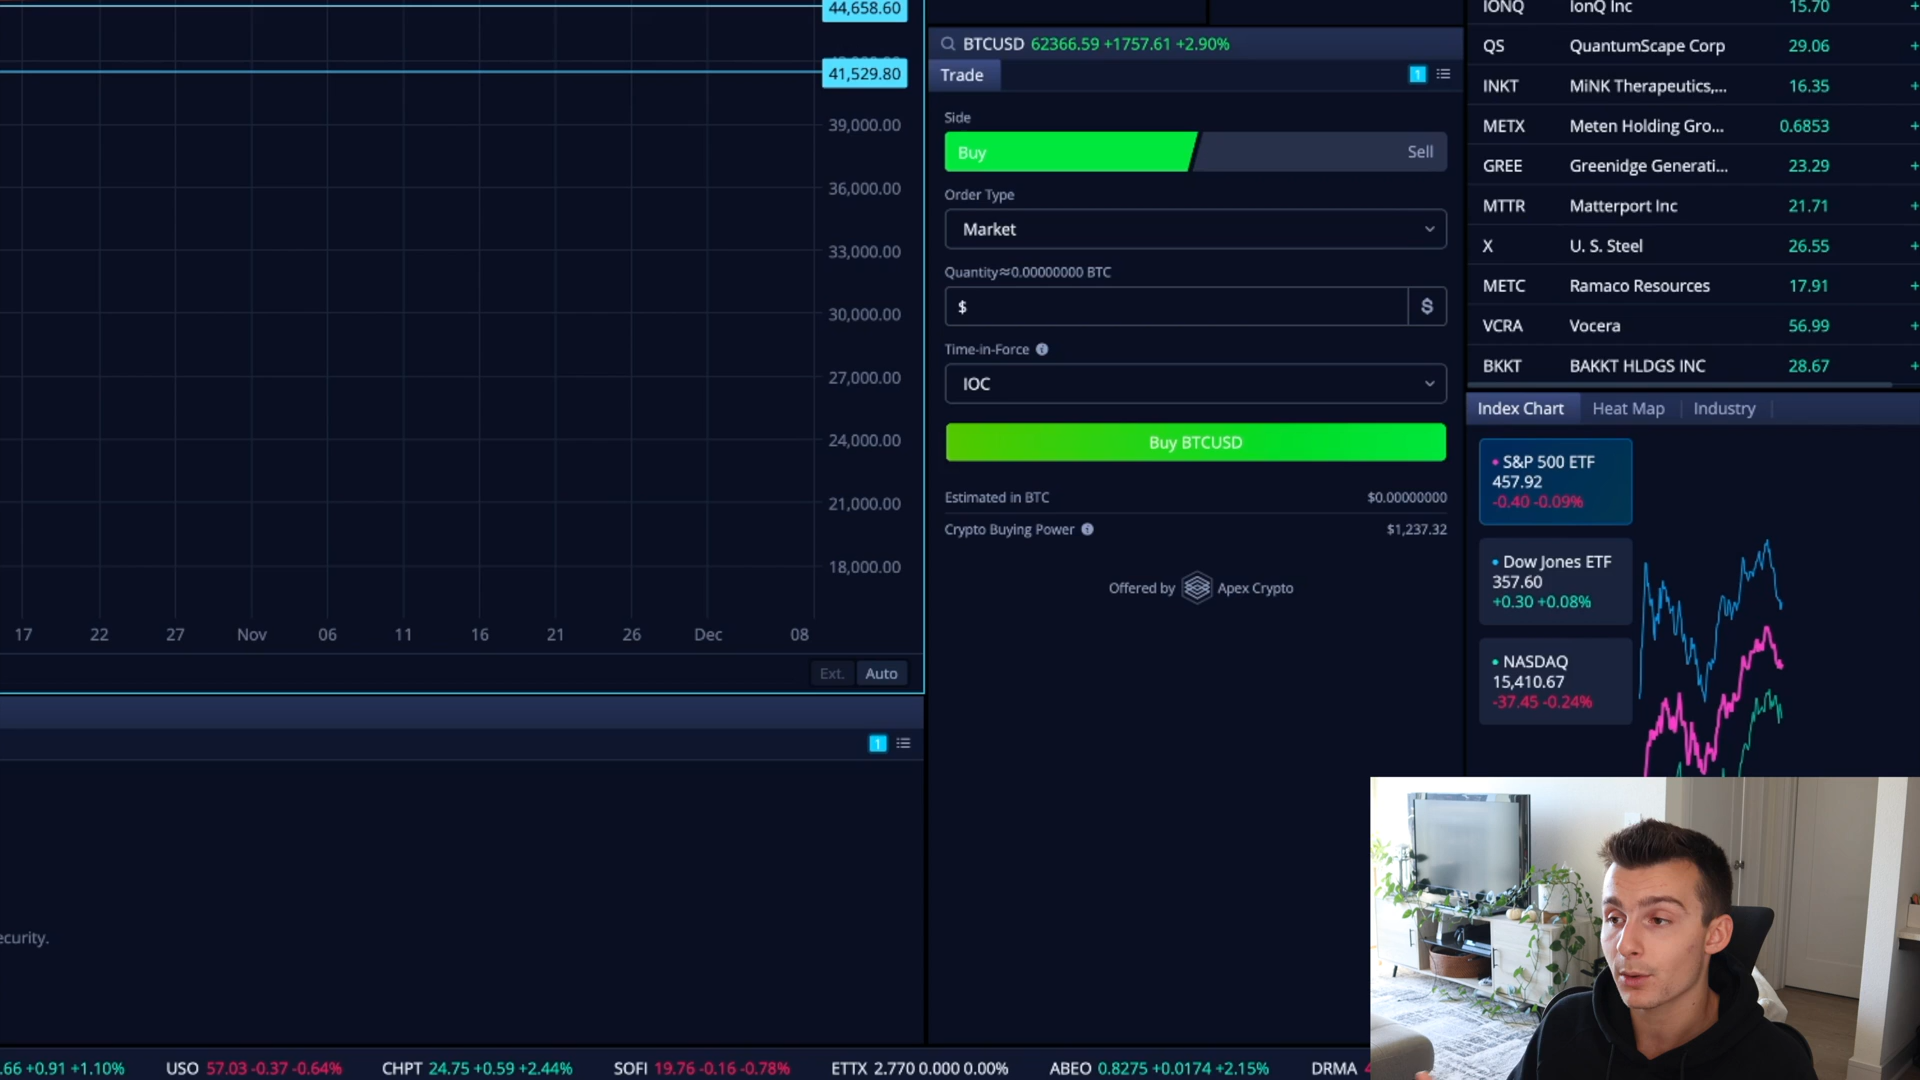 44,658.60
41,529.80
39,000.00
36,000.00
33,000.00
30,000.00
27,000.00
24,000.00
21,000.00
18,000.00
17 22 27 Nov 06 11 16 21 26 Dec 08
Ext. Auto
1
ecurity.
BTCUSD 62366.59 +1757.61 +2.90%
Trade
1
Side
Buy
Sell
Order Type
Market
Quantity≈0.00000000 BTC
$
$
Time-in-Force
IOC
Buy BTCUSD
Estimated in BTC $0.00000000
Crypto Buying Power $1,237.32
Offered by Apex Crypto
IONQ IonQ Inc 15.70 +
QS QuantumScape Corp 29.06 +
INKT MiNK Therapeutics,... 16.35 +
METX Meten Holding Gro... 0.6853 +
GREE Greenidge Generati... 23.29 +
MTTR Matterport Inc 21.71 +
X U. S. Steel 26.55 +
METC Ramaco Resources 17.91 +
VCRA Vocera 56.99 +
BKKT BAKKT HLDGS INC 28.67 +
Index Chart Heat Map Industry
S&P 500 ETF
457.92
-0.40 -0.09%
Dow Jones ETF
357.60
+0.30 +0.08%
NASDAQ
15,410.67
-37.45 -0.24%
.66 +0.91 +1.10% USO 57.03 -0.37 -0.64% CHPT 24.75 +0.59 +2.44% SOFI 19.76 -0.16 -0.78% ETTX 2.770 0.000 0.00% ABEO 0.8275 +0.0174 +2.15% DRMA